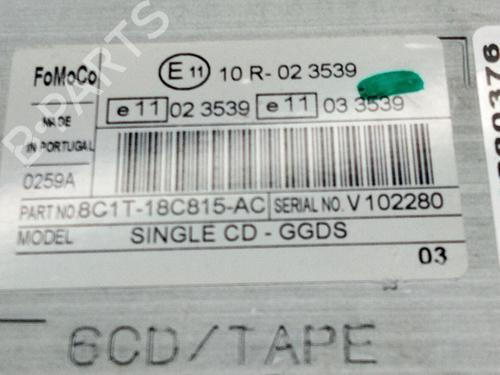 FoMoCo
E 11 10 R - 02 3539
e 11 02 3539 e 11 03 3539
MADE
IN PORTUGAL
0259A
PART NO. 8C1T-18C815-AC SERIAL NO. V 102280
MODEL SINGLE CD - GGDS
03
6CD/TAPE
B-PARTS